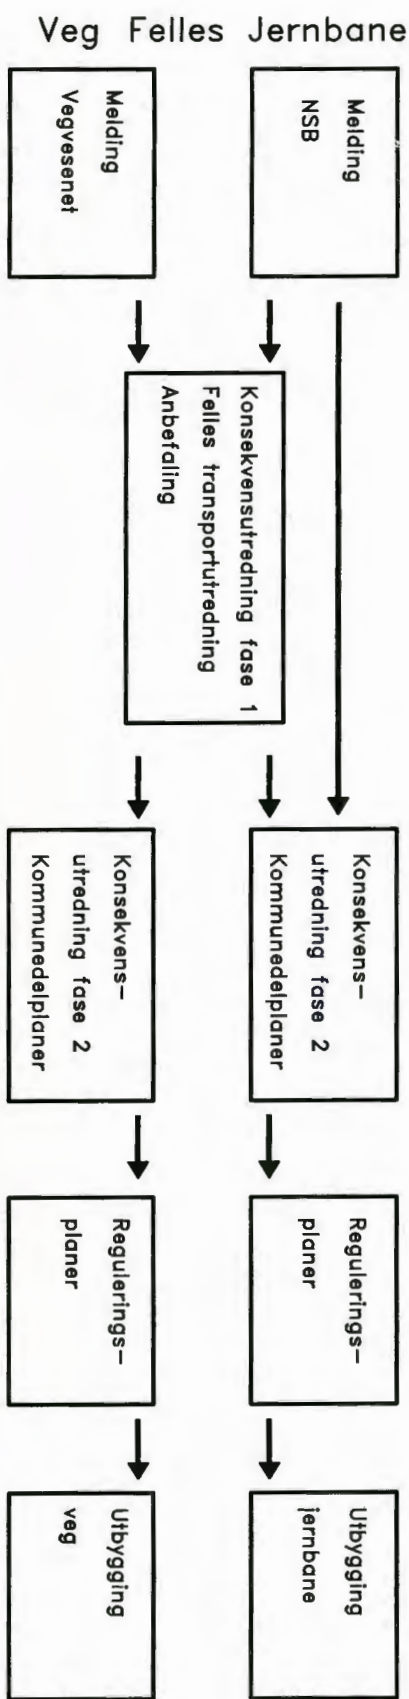 Veg Felles Jernbane
Melding
NSB
Melding
Vegvesenet
Konsekvensutredning fase 1
Felles transportutredning
Anbefaling
Konsekvens–
utredning fase 2
Kommunedelplaner
Konsekvens–
utredning fase 2
Kommunedelplaner
Regulerings–
planer
Regulerings–
planer
Utbygging
jernbane
Utbygging
veg